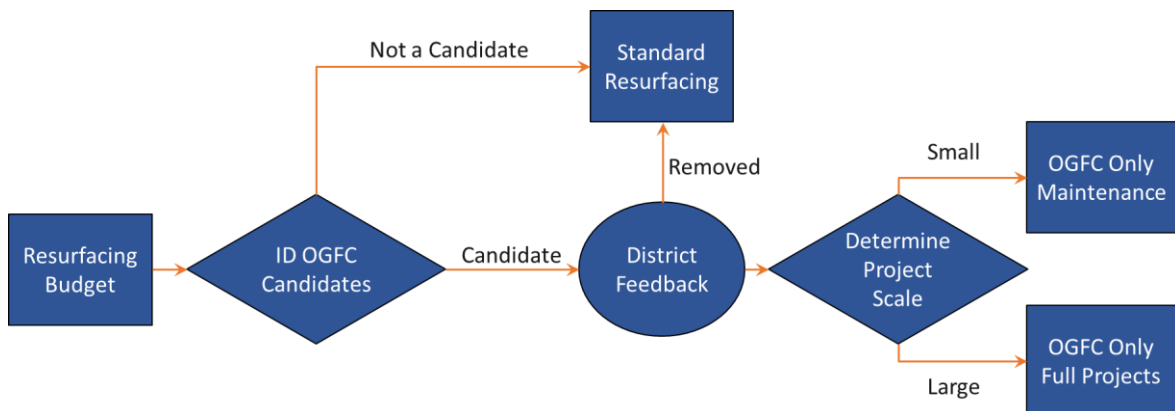 Not a Candidate
Standard
Resurfacing
Removed
Small
OGFC Only
Maintenance
Resurfacing
Budget
ID OGFC
Candidates
Candidate
District
Feedback
Determine
Project
Scale
Large
OGFC Only
Full Projects